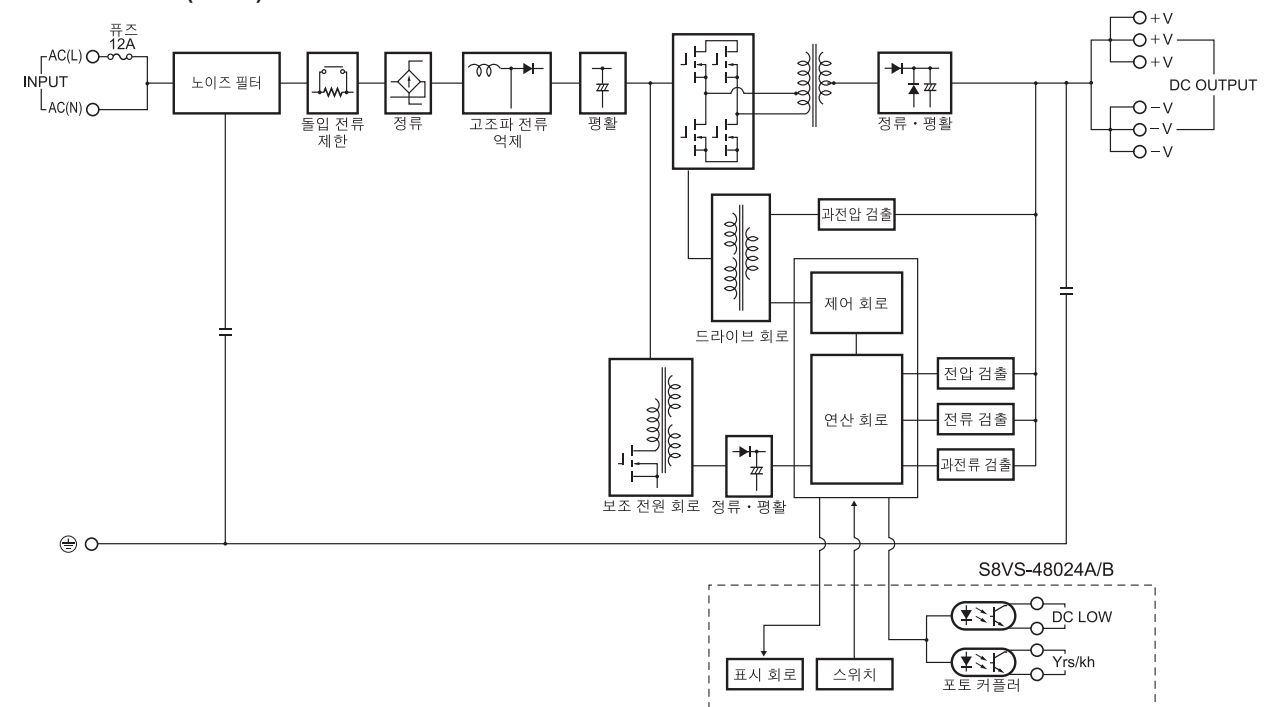 퓨즈
12A
AC(L)
INPUT
AC(N)
노이즈 필터
돌입 전류
제한
정류
고조파 전류
억제
평활
정류・평활
+V
+V
+V
DC OUTPUT
-V
-V
-V
과전압 검출
드라이브 회로
제어 회로
연산 회로
전압 검출
전류 검출
과전류 검출
보조 전원 회로
정류・평활
S8VS-48024A/B
표시 회로
스위치
포토 커플러
DC LOW
Yrs/kh